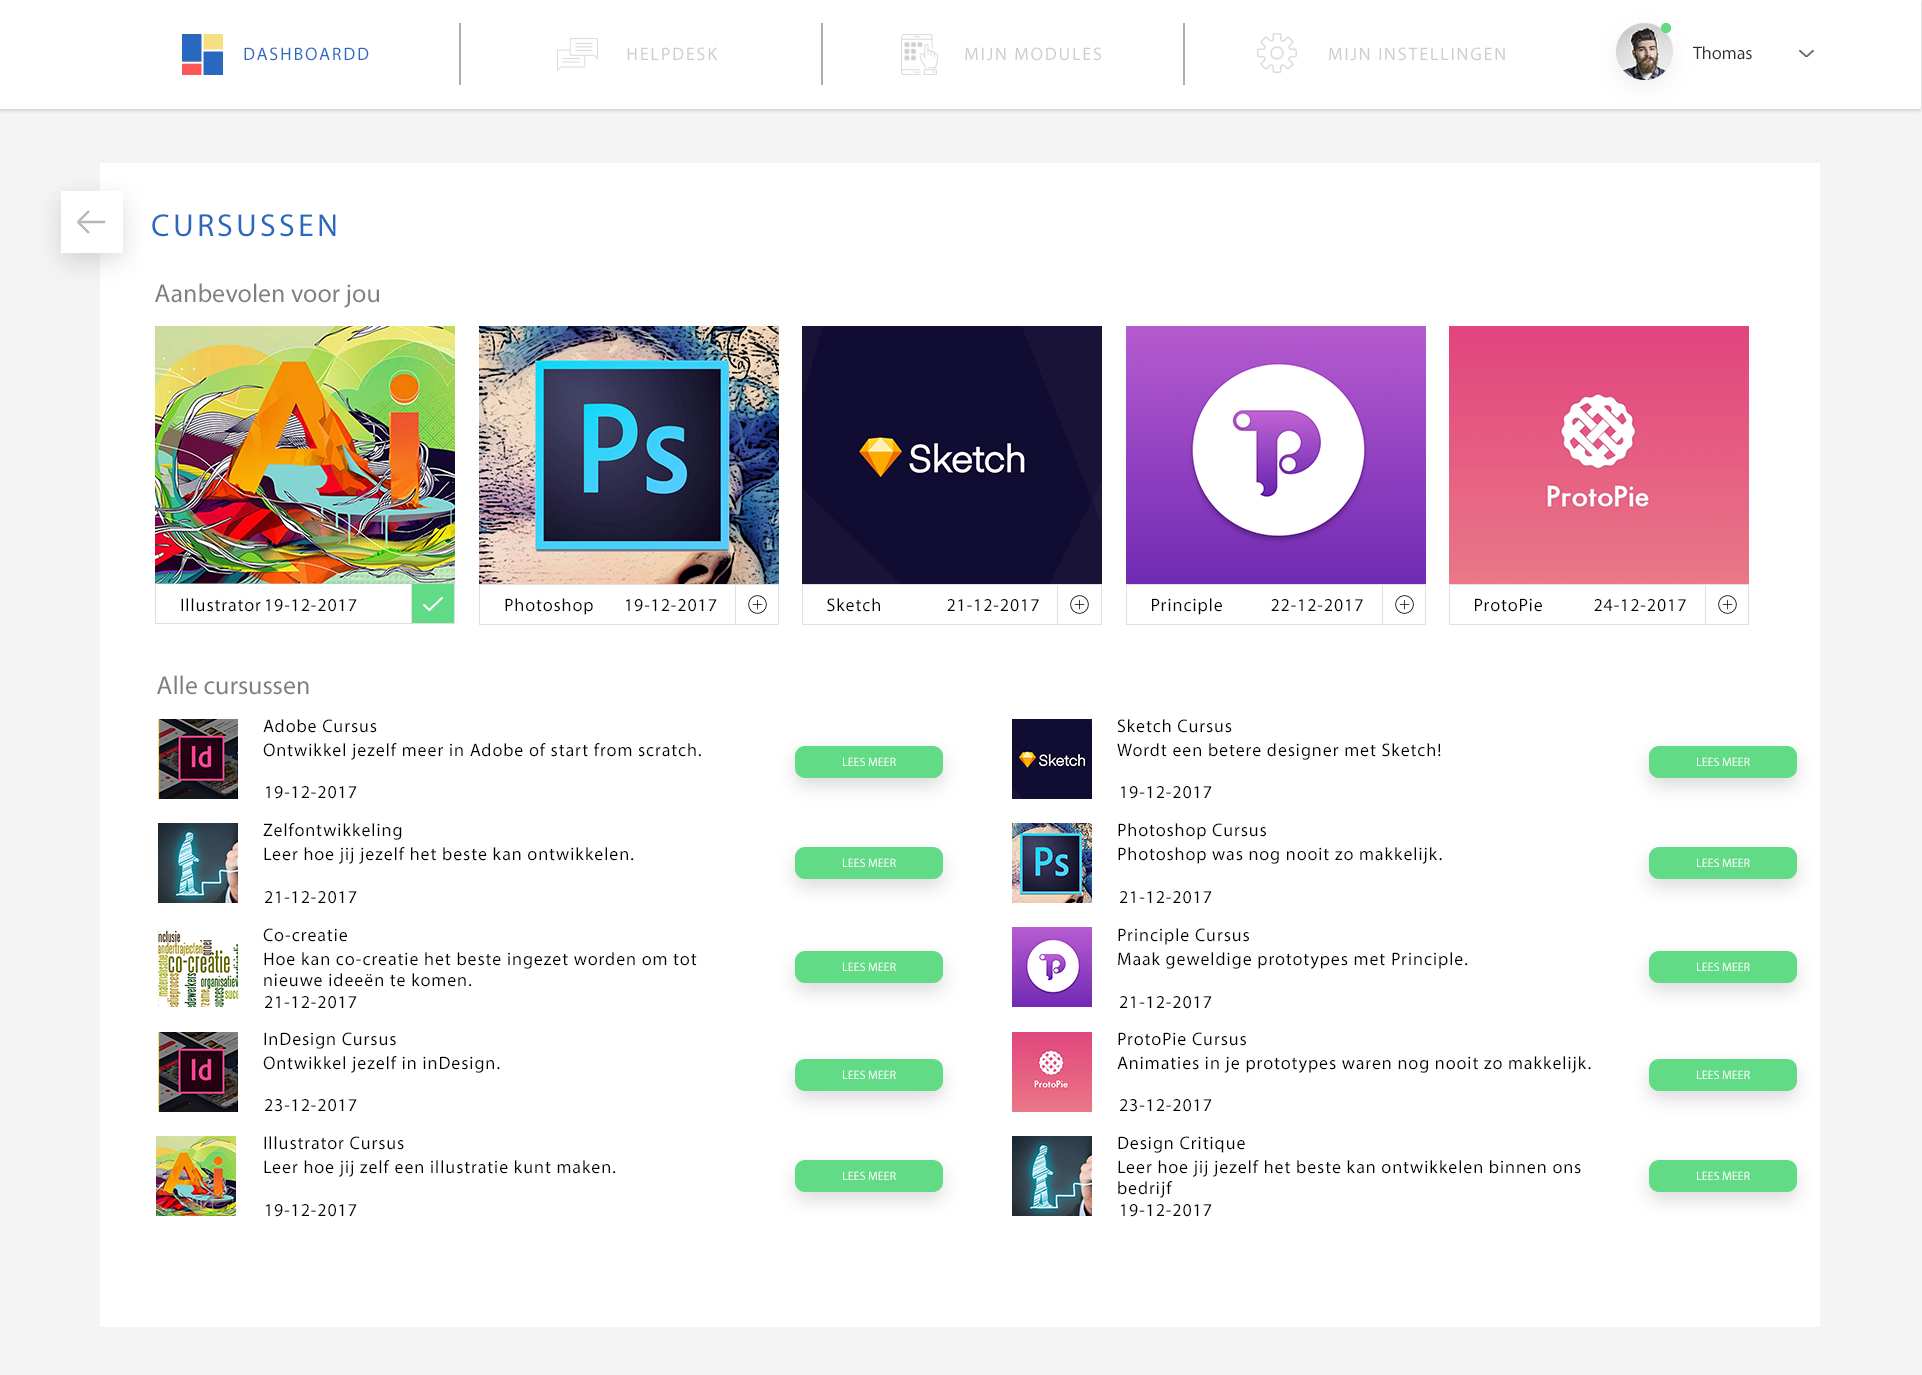 DASHBOARDD
HELPDESK
MIJN MODULES
MIJN INSTELLINGEN
Thomas
CURSUSSEN
Aanbevolen voor jou
Ai
Ps
Sketch
P
ProtoPie
Illustrator 19-12-2017
Photoshop 19-12-2017
Sketch 21-12-2017
Principle 22-12-2017
ProtoPie 24-12-2017
Alle cursussen
Id
Adobe Cursus
Ontwikkel jezelf meer in Adobe of start from scratch.
19-12-2017
LEES MEER
Zelfontwikkeling
Leer hoe jij jezelf het beste kan ontwikkelen.
21-12-2017
LEES MEER
inclusie
andertrajecten
groei
co-creatie
organisatiev
Co-creatie
Hoe kan co-creatie het beste ingezet worden om tot
nieuwe ideeën te komen.
21-12-2017
LEES MEER
Id
InDesign Cursus
Ontwikkel jezelf in inDesign.
23-12-2017
LEES MEER
Ai
Illustrator Cursus
Leer hoe jij zelf een illustratie kunt maken.
19-12-2017
LEES MEER
Sketch
Sketch Cursus
Wordt een betere designer met Sketch!
19-12-2017
LEES MEER
Ps
Photoshop Cursus
Photoshop was nog nooit zo makkelijk.
21-12-2017
LEES MEER
P
Principle Cursus
Maak geweldige prototypes met Principle.
21-12-2017
LEES MEER
ProtoPie
ProtoPie Cursus
Animaties in je prototypes waren nog nooit zo makkelijk.
23-12-2017
LEES MEER
Design Critique
Leer hoe jij jezelf het beste kan ontwikkelen binnen ons
bedrijf
19-12-2017
LEES MEER